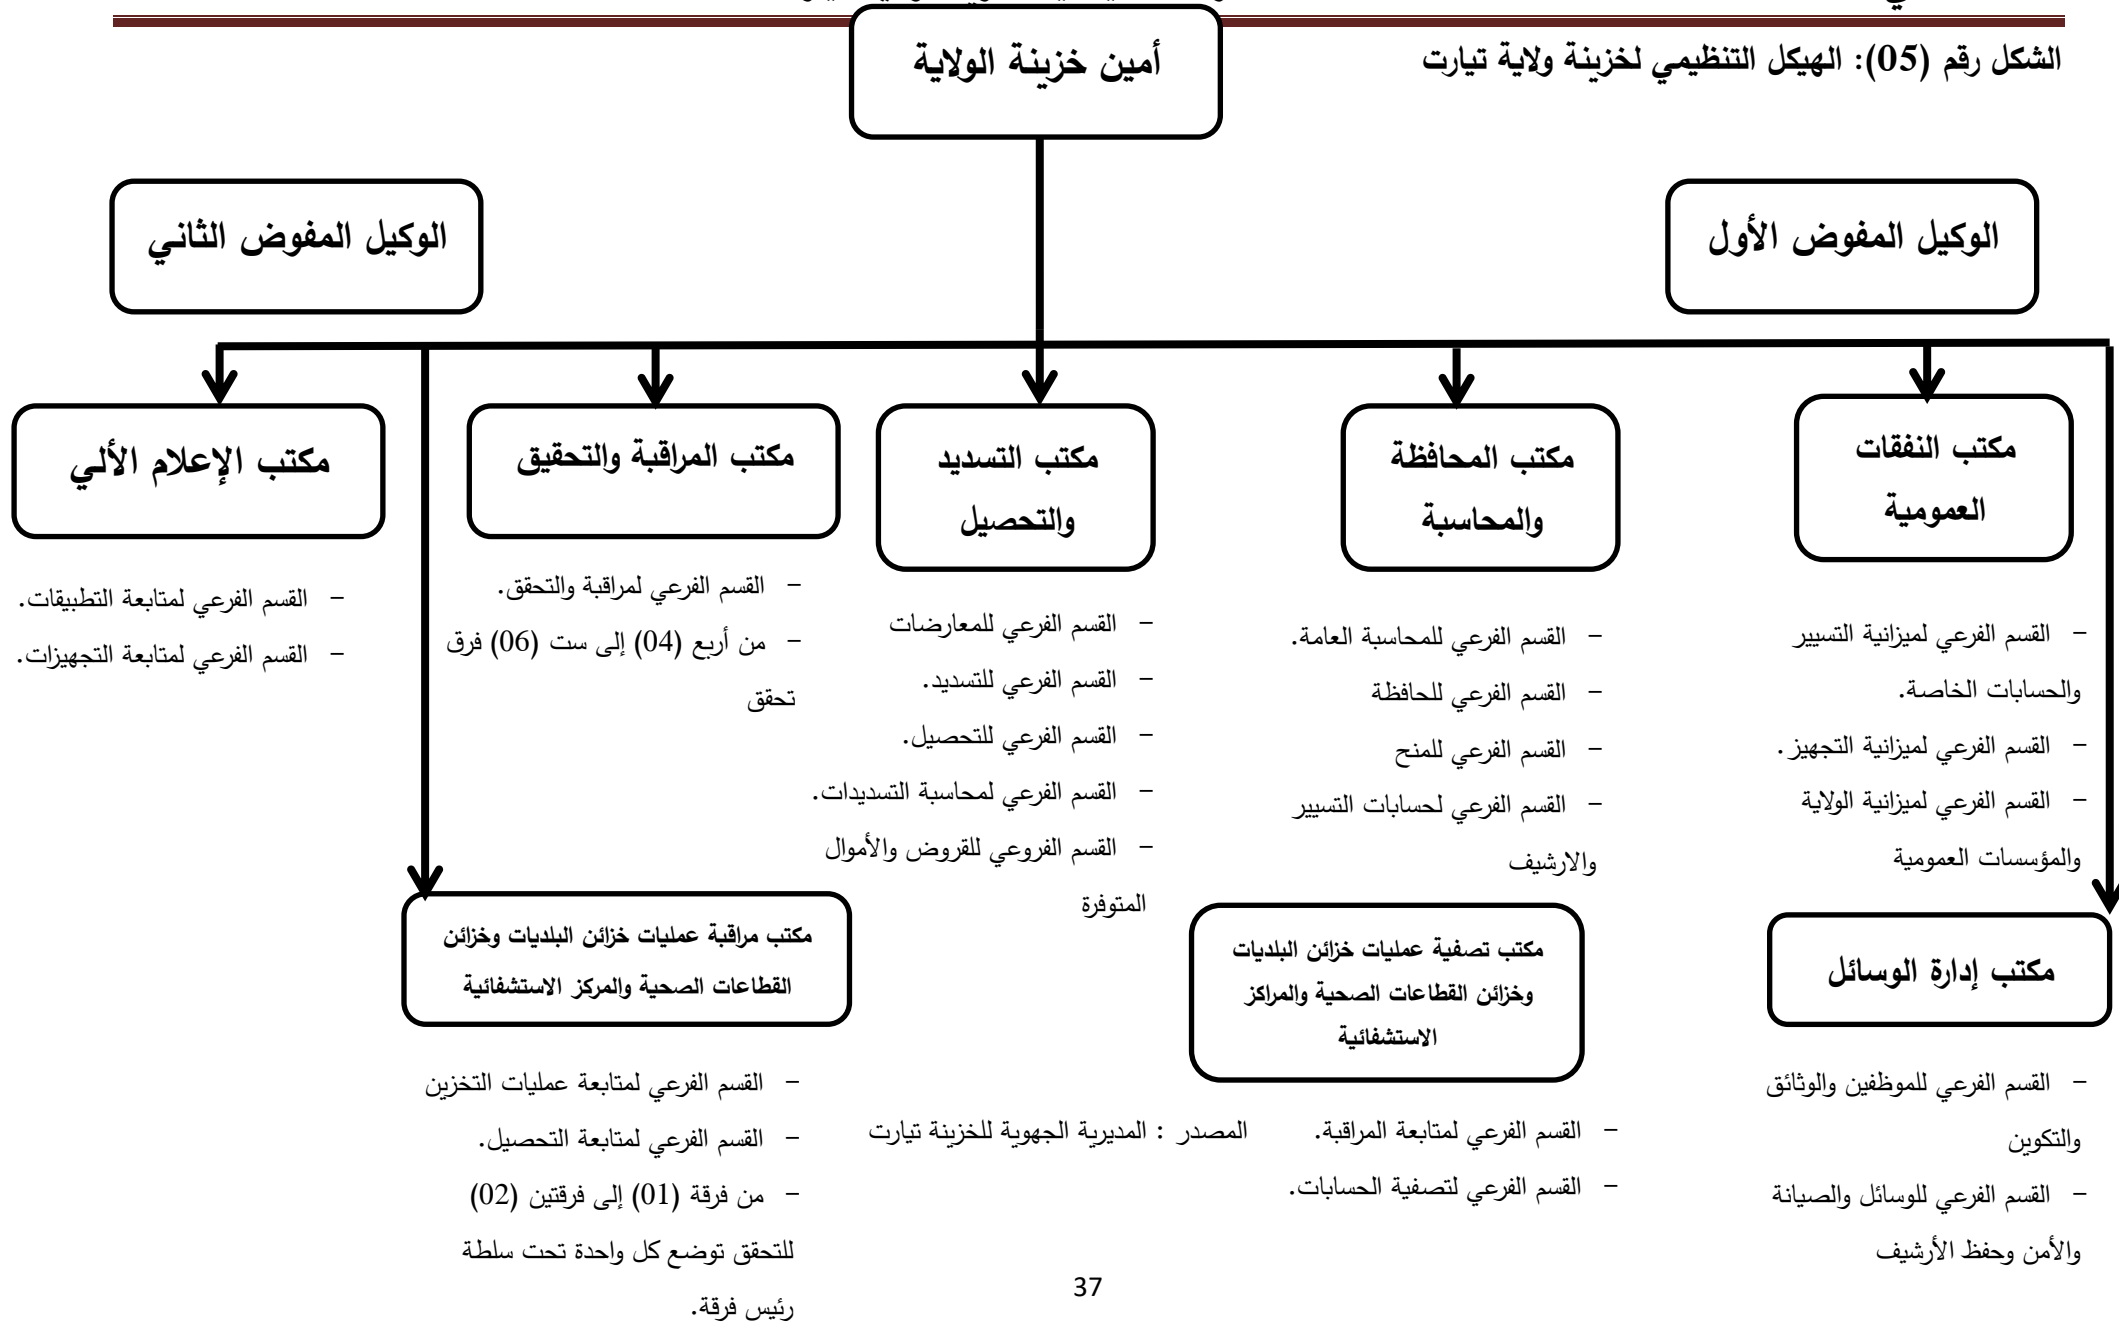 الشكل رقم (05): الهيكل التنظيمي لخزينة ولاية تيارت
أمين خزينة الولاية
الوكيل المفوض الأول
الوكيل المفوض الثاني
مكتب النفقات
العمومية
مكتب المحافظة
والمحاسبة
مكتب التسديد
والتحصيل
مكتب المراقبة والتحقيق
مكتب الإعلام الألي
- القسم الفرعي لميزانية التسيير
والحسابات الخاصة.
- القسم الفرعي لميزانية التجهيز.
- القسم الفرعي لميزانية الولاية
والمؤسسات العمومية
- القسم الفرعي للمحاسبة العامة.
- القسم الفرعي للحافظة
- القسم الفرعي للمنح
- القسم الفرعي لحسابات التسيير
والارشيف
- القسم الفرعي للمعارضات
- القسم الفرعي للتسديد.
- القسم الفرعي للتحصيل.
- القسم الفرعي لمحاسبة التسديدات.
- القسم الفروعي للقروض والأموال
المتوفرة
- القسم الفرعي لمراقبة والتحقق.
- من أربع (04) إلى ست (06) فرق
تحقق
- القسم الفرعي لمتابعة التطبيقات.
- القسم الفرعي لمتابعة التجهيزات.
مكتب إدارة الوسائل
مكتب تصفية عمليات خزائن البلديات
وخزائن القطاعات الصحية والمراكز
الاستشفائية
مكتب مراقبة عمليات خزائن البلديات وخزائن
القطاعات الصحية والمركز الاستشفائية
- القسم الفرعي للموظفين والوثائق
والتكوين
- القسم الفرعي للوسائل والصيانة
والأمن وحفظ الأرشيف
- القسم الفرعي لمتابعة المراقبة.
- القسم الفرعي لتصفية الحسابات.
المصدر : المديرية الجهوية للخزينة تيارت
- القسم الفرعي لمتابعة عمليات التخزين
- القسم الفرعي لمتابعة التحصيل.
- من فرقة (01) إلى فرقتين (02)
للتحقق توضع كل واحدة تحت سلطة
رئيس فرقة.
37